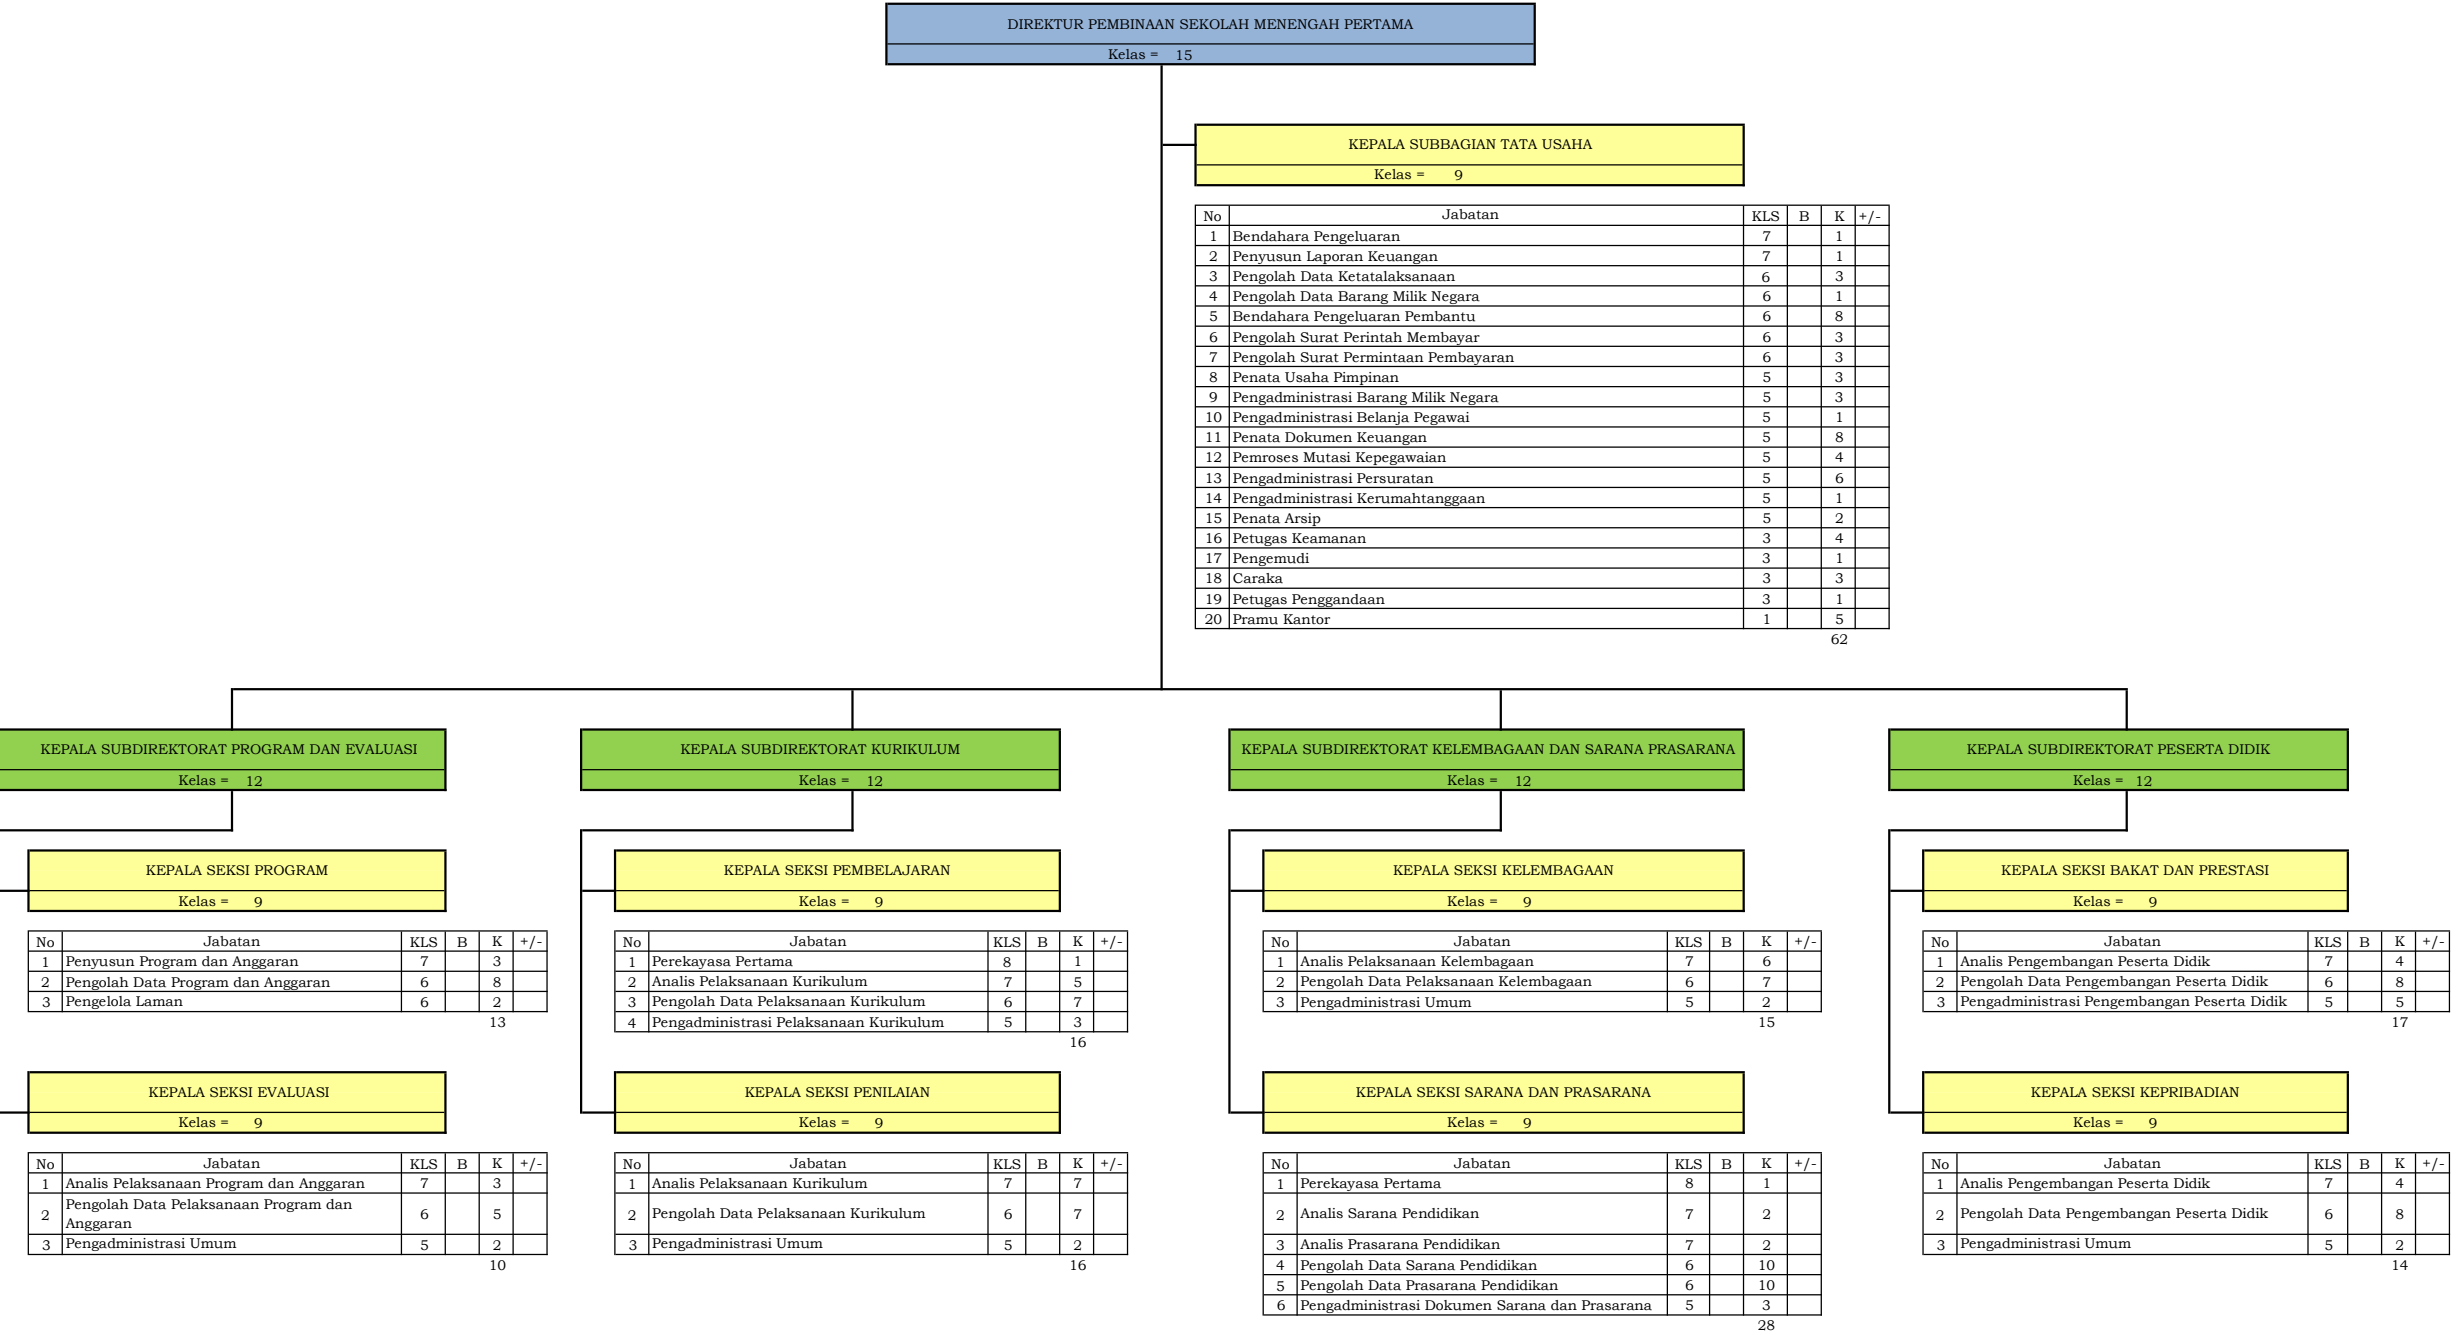 DIREKTUR PEMBINAAN SEKOLAH MENENGAH PERTAMA
Kelas = 15
KEPALA SUBBAGIAN TATA USAHA
Kelas = 9
No Jabatan KLS B K +/-
1 Bendahara Pengeluaran 7 1
2 Penyusun Laporan Keuangan 7 1
3 Pengolah Data Ketatalaksanaan 6 3
4 Pengolah Data Barang Milik Negara 6 1
5 Bendahara Pengeluaran Pembantu 6 8
6 Pengolah Surat Perintah Membayar 6 3
7 Pengolah Surat Permintaan Pembayaran 6 3
8 Penata Usaha Pimpinan 5 3
9 Pengadministrasi Barang Milik Negara 5 3
10 Pengadministrasi Belanja Pegawai 5 1
11 Penata Dokumen Keuangan 5 8
12 Pemroses Mutasi Kepegawaian 5 4
13 Pengadministrasi Persuratan 5 6
14 Pengadministrasi Kerumahtanggaan 5 1
15 Penata Arsip 5 2
16 Petugas Keamanan 3 4
17 Pengemudi 3 1
18 Caraka 3 3
19 Petugas Penggandaan 3 1
20 Pramu Kantor 1 5
62
KEPALA SUBDIREKTORAT PROGRAM DAN EVALUASI
Kelas = 12
KEPALA SEKSI PROGRAM
Kelas = 9
No Jabatan KLS B K +/-
1 Penyusun Program dan Anggaran 7 3
2 Pengolah Data Program dan Anggaran 6 8
3 Pengelola Laman 6 2
13
KEPALA SEKSI EVALUASI
Kelas = 9
No Jabatan KLS B K +/-
1 Analis Pelaksanaan Program dan Anggaran 7 3
2 Pengolah Data Pelaksanaan Program dan
Anggaran 6 5
3 Pengadministrasi Umum 5 2
10
KEPALA SUBDIREKTORAT KURIKULUM
Kelas = 12
KEPALA SEKSI PEMBELAJARAN
Kelas = 9
No Jabatan KLS B K +/-
1 Perekayasa Pertama 8 1
2 Analis Pelaksanaan Kurikulum 7 5
3 Pengolah Data Pelaksanaan Kurikulum 6 7
4 Pengadministrasi Pelaksanaan Kurikulum 5 3
16
KEPALA SEKSI PENILAIAN
Kelas = 9
No Jabatan KLS B K +/-
1 Analis Pelaksanaan Kurikulum 7 7
2 Pengolah Data Pelaksanaan Kurikulum 6 7
3 Pengadministrasi Umum 5 2
16
KEPALA SUBDIREKTORAT KELEMBAGAAN DAN SARANA PRASARANA
Kelas = 12
KEPALA SEKSI KELEMBAGAAN
Kelas = 9
No Jabatan KLS B K +/-
1 Analis Pelaksanaan Kelembagaan 7 6
2 Pengolah Data Pelaksanaan Kelembagaan 6 7
3 Pengadministrasi Umum 5 2
15
KEPALA SEKSI SARANA DAN PRASARANA
Kelas = 9
No Jabatan KLS B K +/-
1 Perekayasa Pertama 8 1
2 Analis Sarana Pendidikan 7 2
3 Analis Prasarana Pendidikan 7 2
4 Pengolah Data Sarana Pendidikan 6 10
5 Pengolah Data Prasarana Pendidikan 6 10
6 Pengadministrasi Dokumen Sarana dan Prasarana 5 3
28
KEPALA SUBDIREKTORAT PESERTA DIDIK
Kelas = 12
KEPALA SEKSI BAKAT DAN PRESTASI
Kelas = 9
No Jabatan KLS B K +/-
1 Analis Pengembangan Peserta Didik 7 4
2 Pengolah Data Pengembangan Peserta Didik 6 8
3 Pengadministrasi Pengembangan Peserta Didik 5 5
17
KEPALA SEKSI KEPRIBADIAN
Kelas = 9
No Jabatan KLS B K +/-
1 Analis Pengembangan Peserta Didik 7 4
2 Pengolah Data Pengembangan Peserta Didik 6 8
3 Pengadministrasi Umum 5 2
14